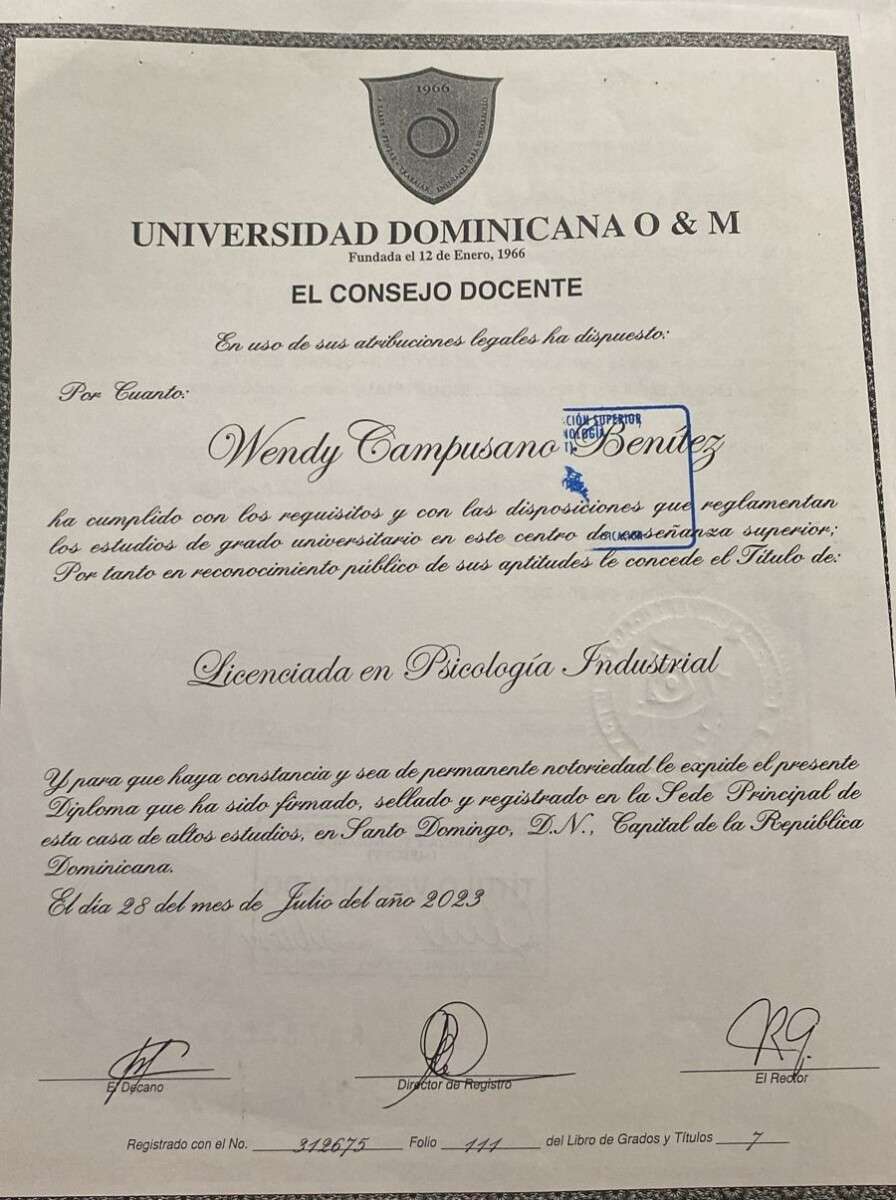 1966
UNIVERSIDAD DOMINICANA O & M
Fundada el 12 de Enero, 1966
EL CONSEJO DOCENTE
En uso de sus atribuciones legales ha dispuesto:
Por Cuanto:
CIÓN SUPERIOR
NOLOGÍA
Wendy Campusano Benítez
ha cumplido con los requisitos y con las disposiciones que reglamentan
los estudios de grado universitario en este centro de enseñanza superior;
Por tanto en reconocimiento público de sus aptitudes le concede el Título de:
Licenciada en Psicología Industrial
Y para que haya constancia y sea de permanente notoriedad le expide el presente
Diploma que ha sido firmado, sellado y registrado en la Sede Principal de
esta casa de altos estudios, en Santo Domingo, D.N., Capital de la República
Dominicana.
El día 28 del mes de Julio del año 2023
El Decano Director de Registro El Rector
Registrado con el No. 312675 Folio 111 del Libro de Grados y Títulos 7